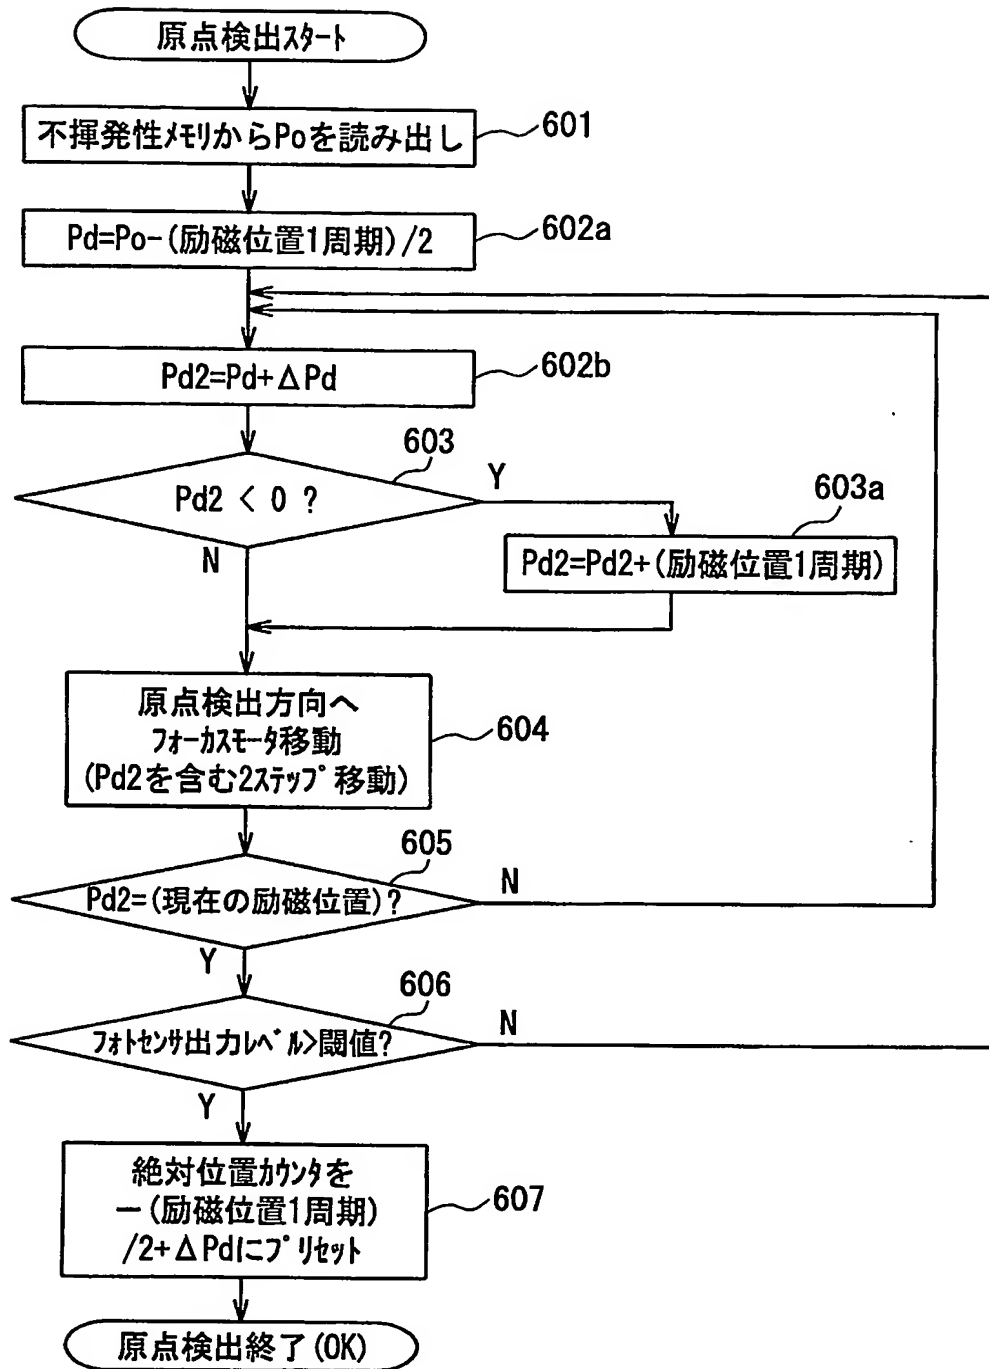 原点検出スタート
不揮発性メモリからPoを読み出し
601
Pd=Po-(励磁位置1周期)/2
602a
Pd2=Pd+ΔPd
602b
603
Pd2 < 0 ?
Y
N
603a
Pd2=Pd2+(励磁位置1周期)
原点検出方向へ
フォーカスモータ移動
(Pd2を含む2ステップ移動)
604
605
Pd2=(現在の励磁位置)?
N
Y
606
フォトセンサ出力レベル>閾値?
N
Y
絶対位置カウンタを
-(励磁位置1周期)
/2+ΔPdにプリセット
607
原点検出終了(OK)